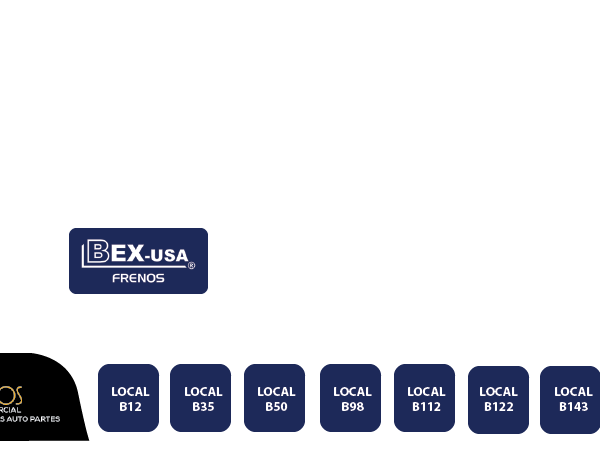 BEX-USA®
FRENOS
OS
RCIAL
S AUTO PARTES
LOCAL
B12
LOCAL
B35
LOCAL
B50
LOCAL
B98
LOCAL
B112
LOCAL
B122
LOCAL
B143